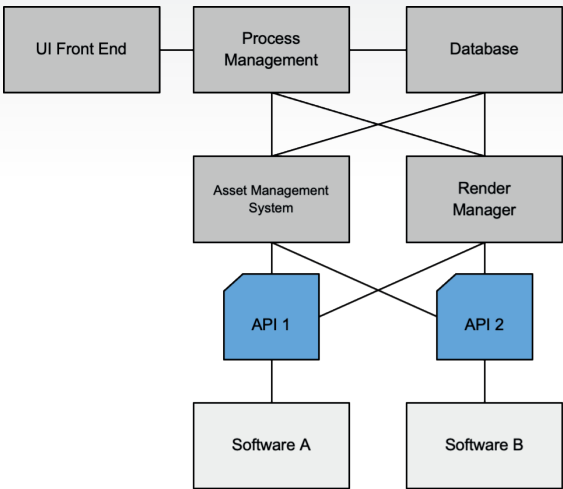 UI Front End
Process
Management
Database
Asset Management
System
Render
Manager
API 1
API 2
Software A
Software B